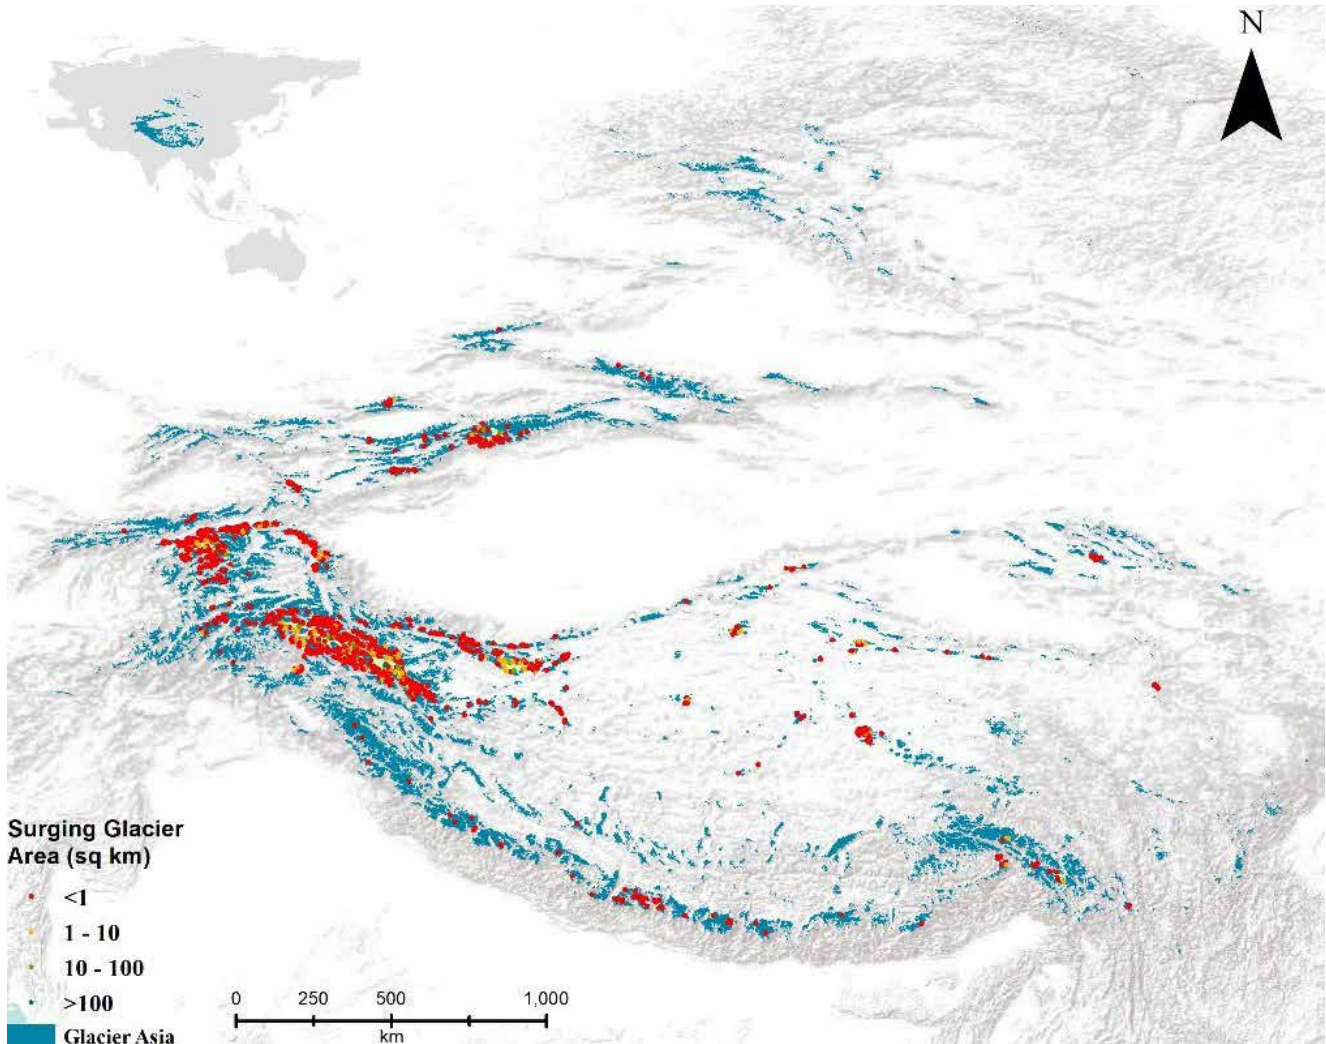 N
Surging Glacier
Area (sq km)
<1
1 - 10
10 - 100
>100
Glacier Asia
0 250 500 1,000
km